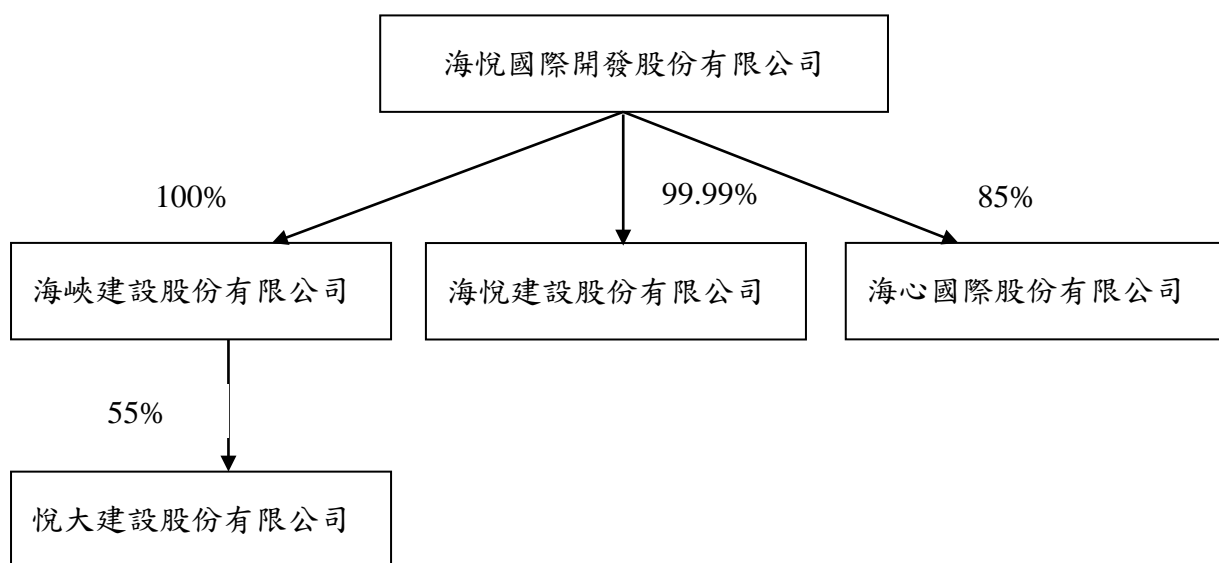 海悅國際開發股份有限公司
100%
99.99%
85%
海峽建設股份有限公司
海悅建設股份有限公司
海心國際股份有限公司
55%
悅大建設股份有限公司